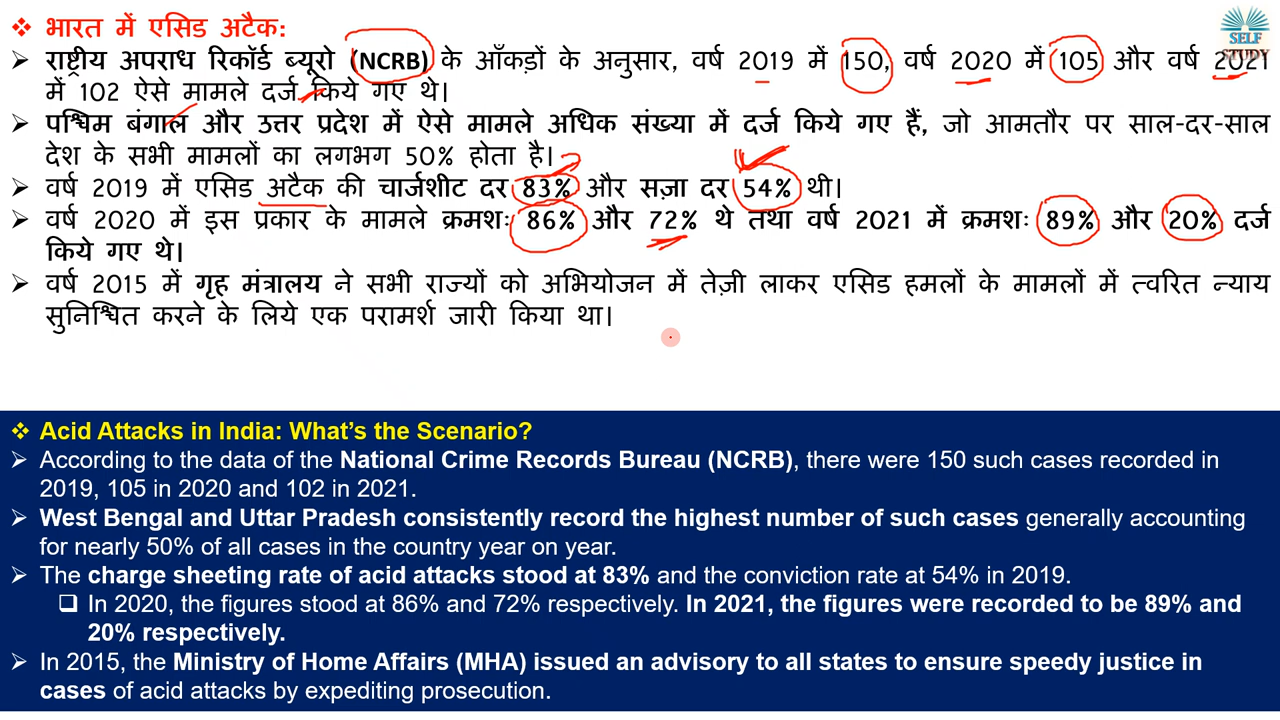 ❖ भारत में एसिड अटैक:
SELF
STUDY
➢ राष्ट्रीय अपराध रिकॉर्ड ब्यूरो (NCRB) के आँकड़ों के अनुसार, वर्ष 2019 में 150, वर्ष 2020 में 105 और वर्ष 2021
में 102 ऐसे मामले दर्ज किये गए थे।
➢ पश्चिम बंगाल और उत्तर प्रदेश में ऐसे मामले अधिक संख्या में दर्ज किये गए हैं, जो आमतौर पर साल-दर-साल
देश के सभी मामलों का लगभग 50% होता है।
➢ वर्ष 2019 में एसिड अटैक की चार्जशीट दर 83% और सज़ा दर 54% थी।
➢ वर्ष 2020 में इस प्रकार के मामले क्रमशः 86% और 72% थे तथा वर्ष 2021 में क्रमशः 89% और 20% दर्ज
किये गए थे।
➢ वर्ष 2015 में गृह मंत्रालय ने सभी राज्यों को अभियोजन में तेज़ी लाकर एसिड हमलों के मामलों में त्वरित न्याय
सुनिश्चित करने के लिये एक परामर्श जारी किया था।
❖ Acid Attacks in India: What's the Scenario?
➢ According to the data of the National Crime Records Bureau (NCRB), there were 150 such cases recorded in
2019, 105 in 2020 and 102 in 2021.
➢ West Bengal and Uttar Pradesh consistently record the highest number of such cases generally accounting
for nearly 50% of all cases in the country year on year.
➢ The charge sheeting rate of acid attacks stood at 83% and the conviction rate at 54% in 2019.
❑ In 2020, the figures stood at 86% and 72% respectively. In 2021, the figures were recorded to be 89% and
20% respectively.
➢ In 2015, the Ministry of Home Affairs (MHA) issued an advisory to all states to ensure speedy justice in
cases of acid attacks by expediting prosecution.